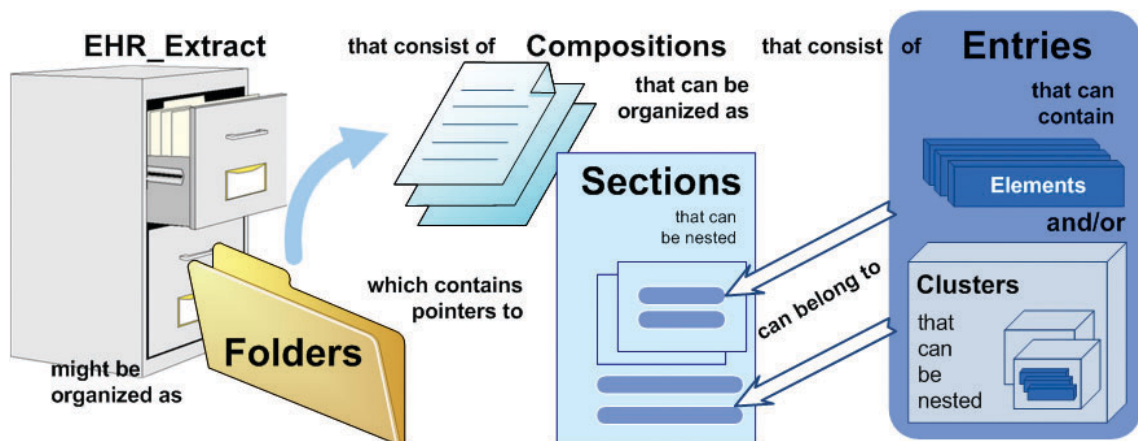 EHR_Extract
that consist of
Compositions
that consist of
Entries
that can be
organized as
that can
contain
Sections
Elements
that can
be nested
and/or
which contains
pointers to
can belong to
Clusters
that
can
be
nested
Folders
might be
organized as